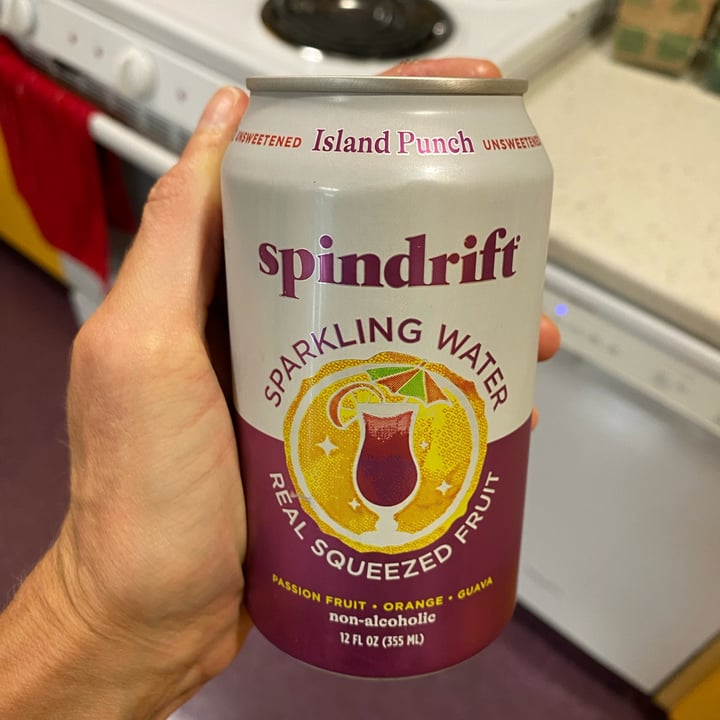 UNSWEETENED Island Punch UNSWEETENED
spindrift
SPARKLING WATER
REAL SQUEEZED FRUIT
PASSION FRUIT • ORANGE • GUAVA
non-alcoholic
12 FL OZ (355 ML)